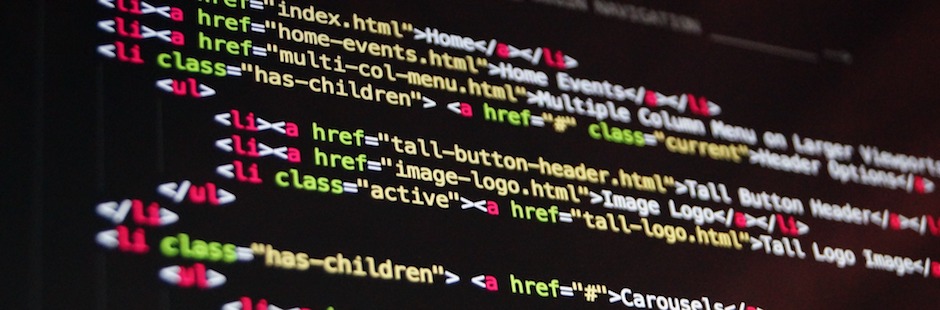 NAVIGATION
<li><a href="index.html">Home</a></li>
<li><a href="home-events.html">Home Events</a></li>
<li><a href="multi-col-menu.html">Multiple Column Menu on Larger Viewports
<li class="has-children"> <a href="#" class="current">Header Options</a>
<ul>
<li><a href="tall-button-header.html">Tall Button Header</a></li>
<li><a href="image-logo.html">Image Logo</a></li>
<li class="active"><a href="tall-logo.html">Tall Logo Image</
</ul>
</li>
<li class="has-children"> <a href="#">Carousels</a>
<ul>
<li>